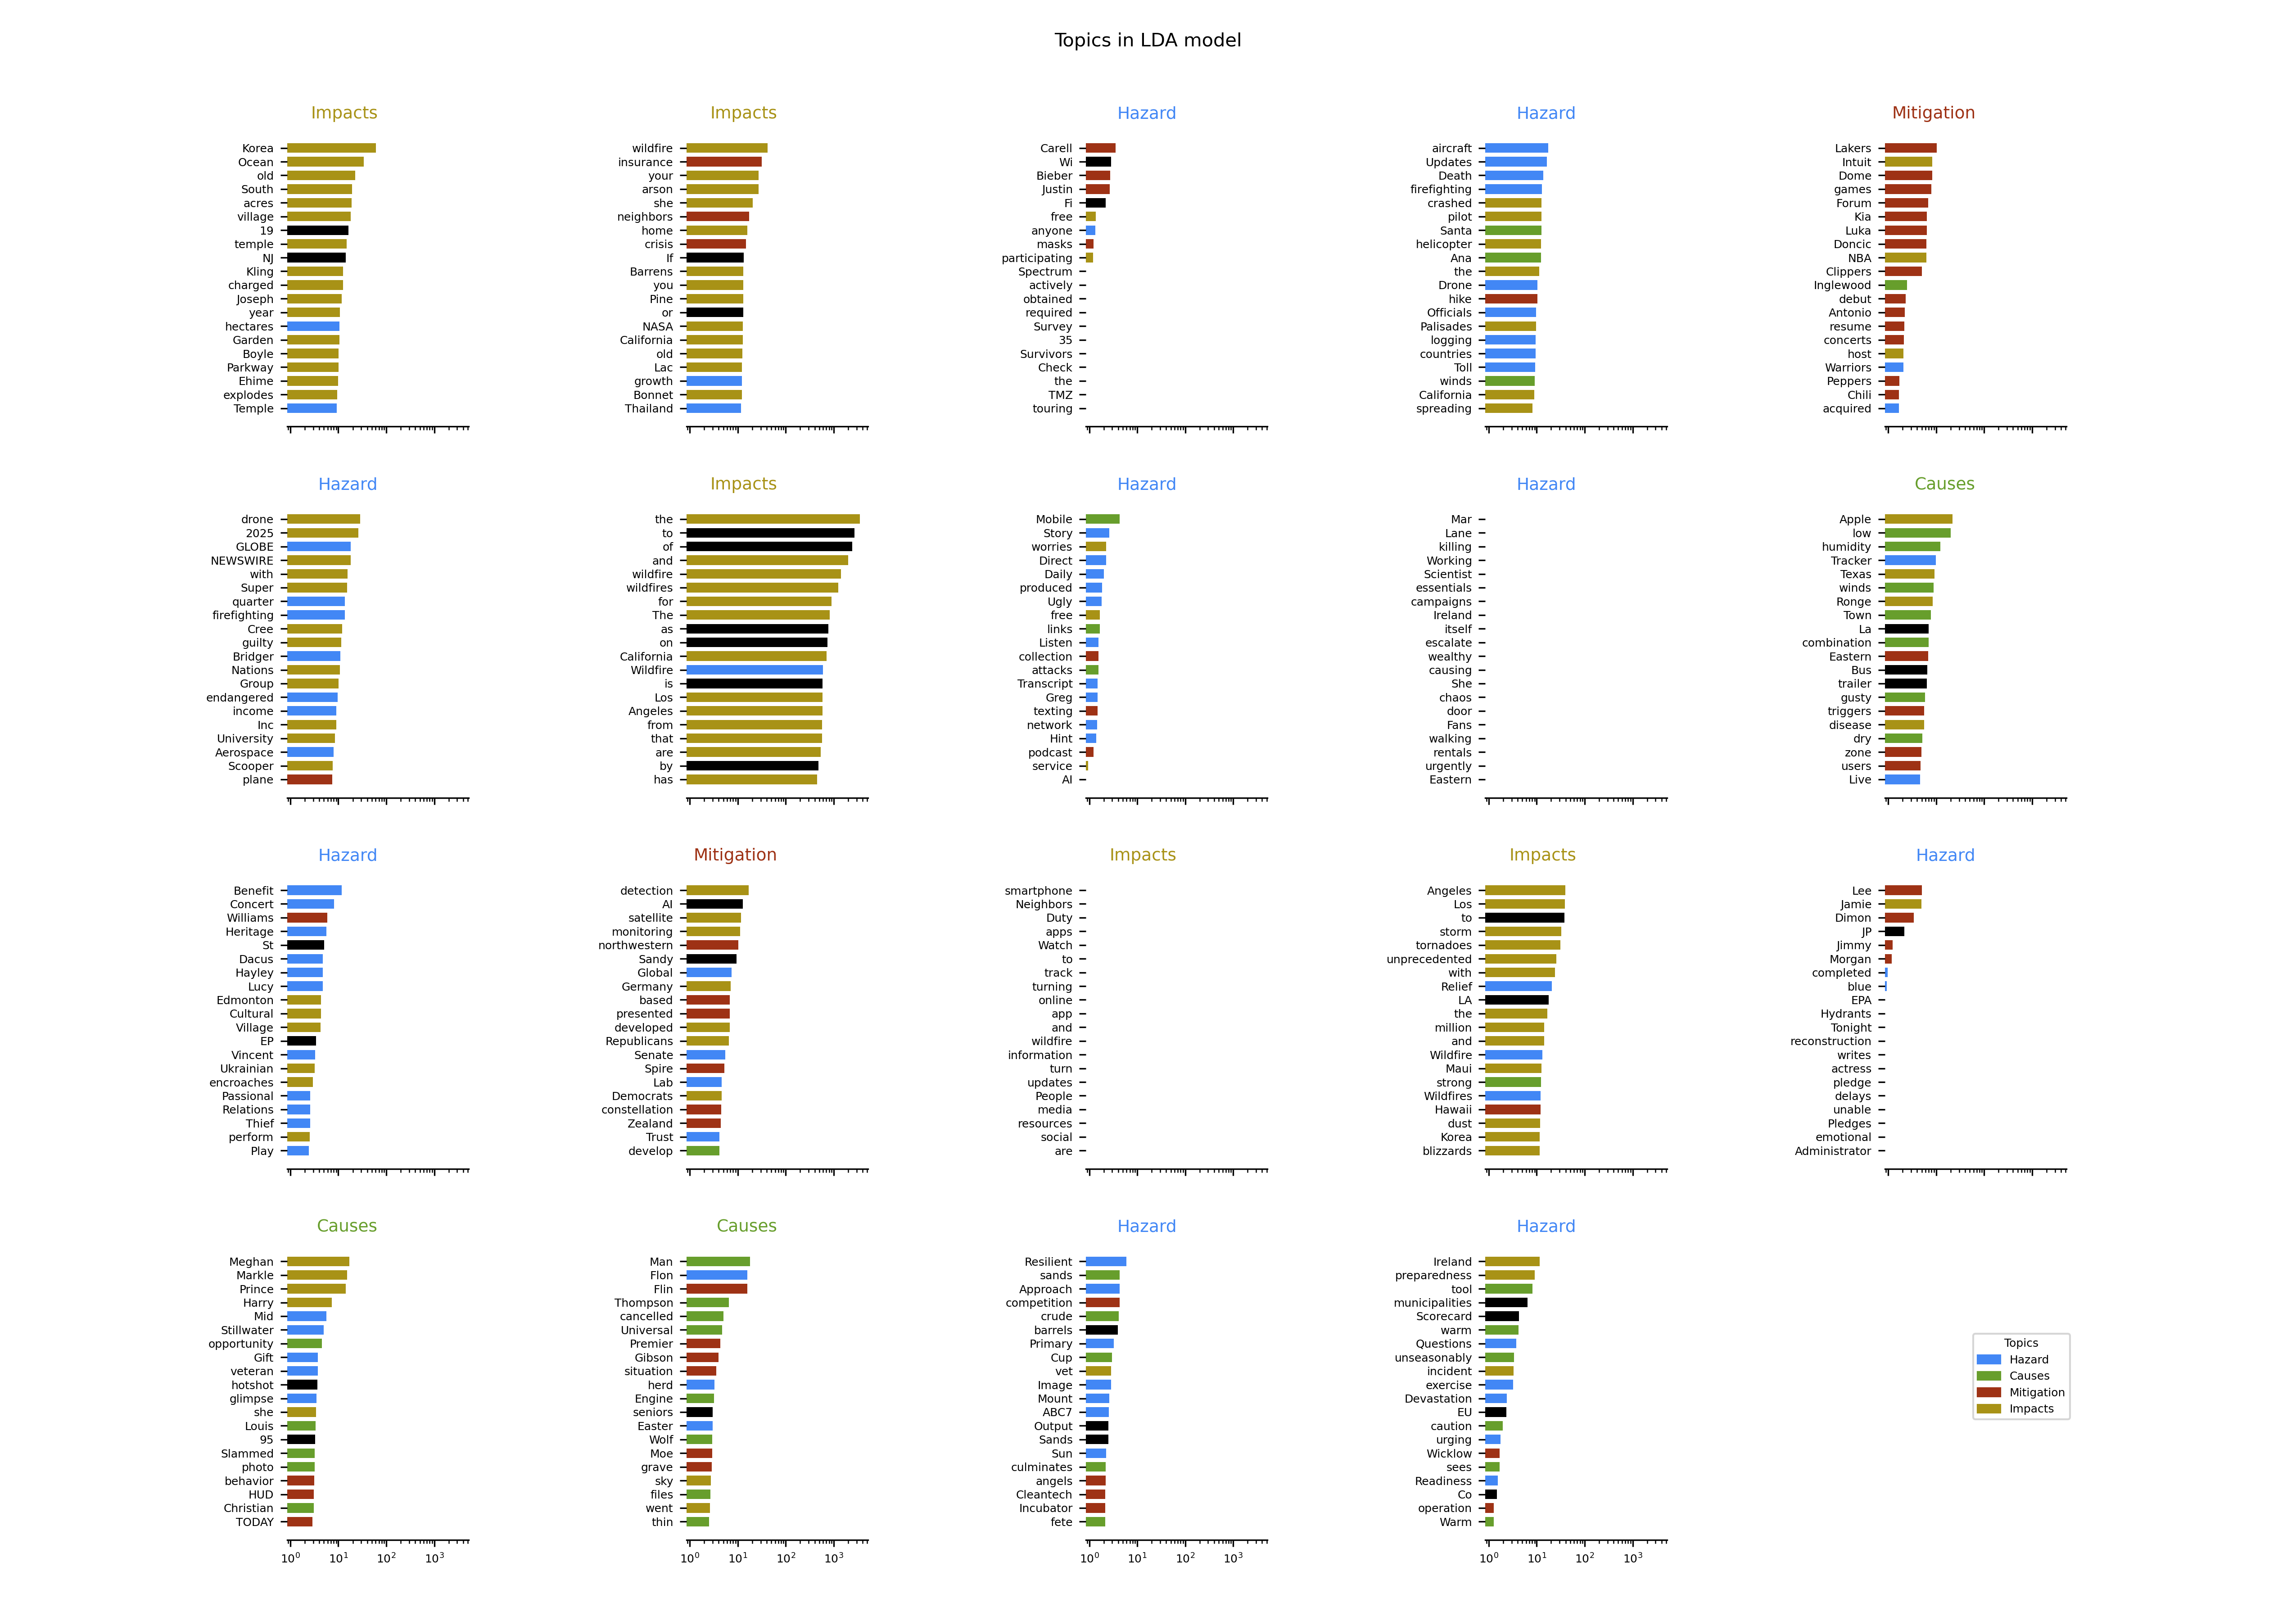 Topics in LDA model
Impacts
Korea
Ocean
old
South
acres
village
19
temple
NJ
Kling
charged
Joseph
year
hectares
Garden
Boyle
Parkway
Ehime
explodes
Temple
Impacts
wildfire
insurance
your
arson
she
neighbors
home
crisis
If
Barrens
you
Pine
or
NASA
California
old
Lac
growth
Bonnet
Thailand
Hazard
Carell
Wi
Bieber
Justin
Fi
free
anyone
masks
participating
Spectrum
actively
obtained
required
Survey
35
Survivors
Check
the
TMZ
touring
Hazard
aircraft
Updates
Death
firefighting
crashed
pilot
Santa
helicopter
Ana
the
Drone
hike
Officials
Palisades
logging
countries
Toll
winds
California
spreading
Mitigation
Lakers
Intuit
Dome
games
Forum
Kia
Luka
Doncic
NBA
Clippers
Inglewood
debut
Antonio
resume
concerts
host
Warriors
Peppers
Chili
acquired
Hazard
drone
2025
GLOBE
NEWSWIRE
with
Super
quarter
firefighting
Cree
guilty
Bridger
Nations
Group
endangered
income
Inc
University
Aerospace
Scooper
plane
Impacts
the
to
of
and
wildfire
wildfires
for
The
as
on
California
Wildfire
is
Los
Angeles
from
that
are
by
has
Hazard
Mobile
Story
worries
Direct
Daily
produced
Ugly
free
links
Listen
collection
attacks
Transcript
Greg
texting
network
Hint
podcast
service
AI
Hazard
Mar
Lane
killing
Working
Scientist
essentials
campaigns
Ireland
itself
escalate
wealthy
causing
She
chaos
door
Fans
walking
rentals
urgently
Eastern
Causes
Apple
low
humidity
Tracker
Texas
winds
Ronge
Town
La
combination
Eastern
Bus
trailer
gusty
triggers
disease
dry
zone
users
Live
Hazard
Benefit
Concert
Williams
Heritage
St
Dacus
Hayley
Lucy
Edmonton
Cultural
Village
EP
Vincent
Ukrainian
encroaches
Passional
Relations
Thief
perform
Play
Mitigation
detection
AI
satellite
monitoring
northwestern
Sandy
Global
Germany
based
presented
developed
Republicans
Senate
Spire
Lab
Democrats
constellation
Zealand
Trust
develop
Impacts
smartphone
Neighbors
Duty
apps
Watch
to
track
turning
online
app
and
wildfire
information
turn
updates
People
media
resources
social
are
Impacts
Angeles
Los
to
storm
tornadoes
unprecedented
with
Relief
LA
the
million
and
Wildfire
Maui
strong
Wildfires
Hawaii
dust
Korea
blizzards
Hazard
Lee
Jamie
Dimon
JP
Jimmy
Morgan
completed
blue
EPA
Hydrants
Tonight
reconstruction
writes
actress
pledge
delays
unable
Pledges
emotional
Administrator
Causes
Meghan
Markle
Prince
Harry
Mid
Stillwater
opportunity
Gift
veteran
hotshot
glimpse
she
Louis
95
Slammed
photo
behavior
HUD
Christian
TODAY
10⁰ 10¹ 10² 10³
Causes
Man
Flon
Flin
Thompson
cancelled
Universal
Premier
Gibson
situation
herd
Engine
seniors
Easter
Wolf
Moe
grave
sky
files
went
thin
10⁰ 10¹ 10² 10³
Hazard
Resilient
sands
Approach
competition
crude
barrels
Primary
Cup
vet
Image
Mount
ABC7
Output
Sands
Sun
culminates
angels
Cleantech
Incubator
fete
10⁰ 10¹ 10² 10³
Hazard
Ireland
preparedness
tool
municipalities
Scorecard
warm
Questions
unseasonably
incident
exercise
Devastation
EU
caution
urging
Wicklow
sees
Readiness
Co
operation
Warm
10⁰ 10¹ 10² 10³
Topics
Hazard
Causes
Mitigation
Impacts